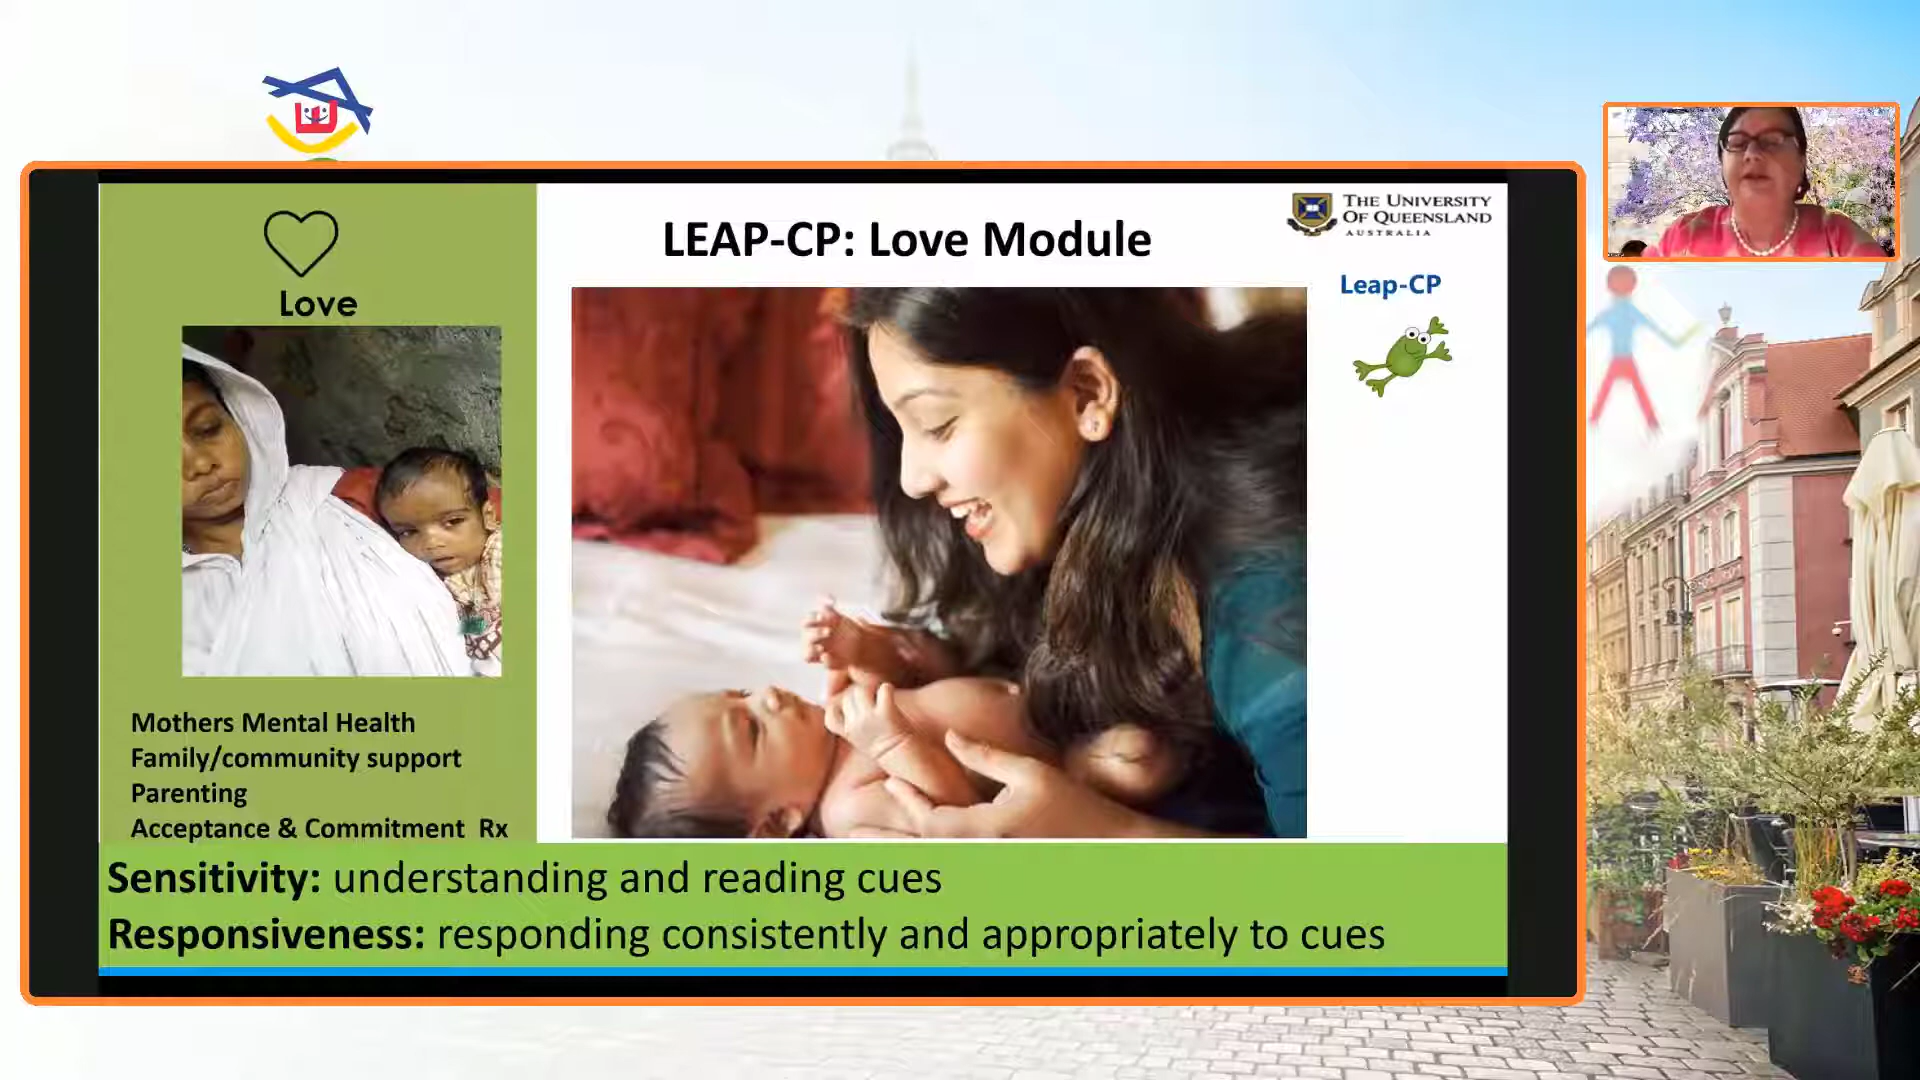 LEAP-CP: Love Module
THE UNIVERSITY
OF QUEENSLAND
AUSTRALIA
Leap-CP
Love
Mothers Mental Health
Family/community support
Parenting
Acceptance & Commitment Rx
Sensitivity: understanding and reading cues
Responsiveness: responding consistently and appropriately to cues